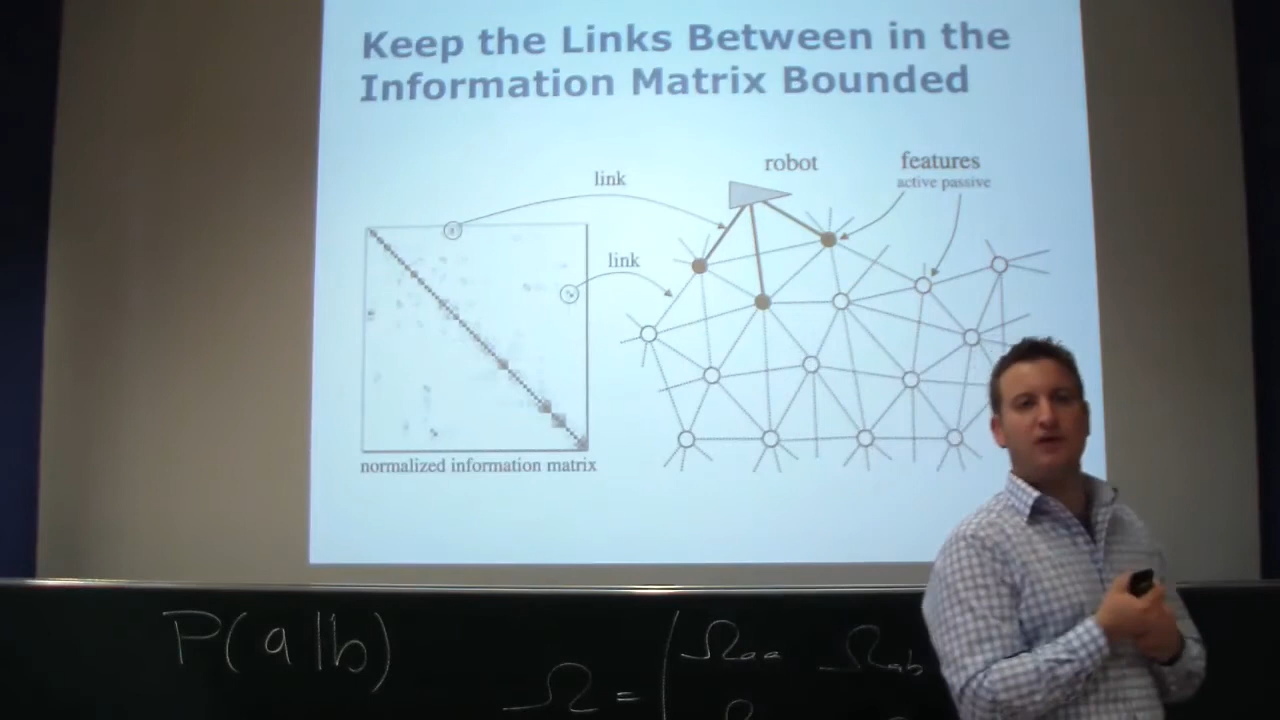 Keep the Links Between in the
Information Matrix Bounded
robot
features
active passive
link
link
normalized information matrix
P(a|b)
Ω = ( Ωaa Ωab